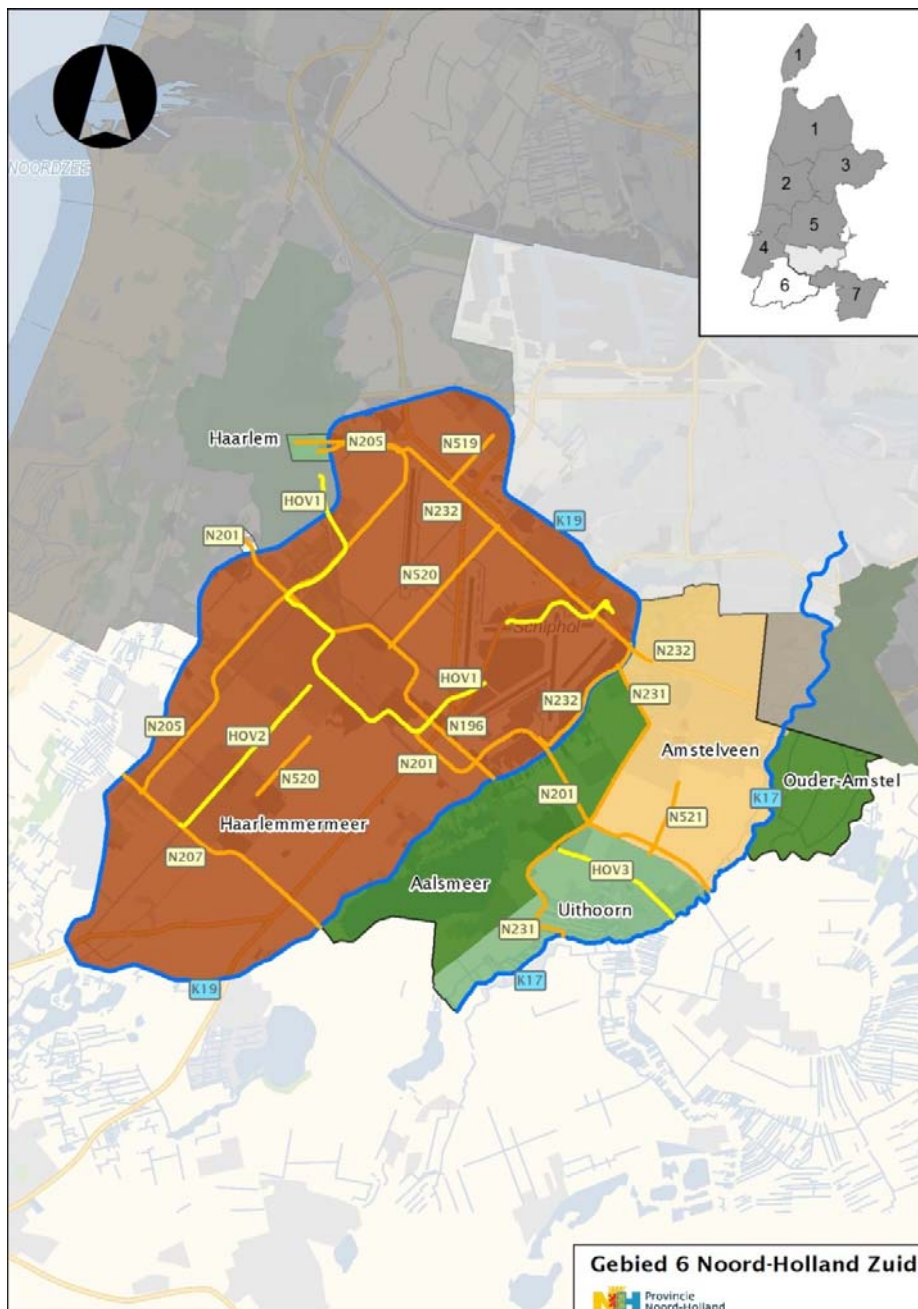 1
1
3
2
5
4
6
7
NOORDZEE
Haarlem
N205
N519
HOV1
N232
K19
N201
N520
Schiphol
N232
HOV1
N231
N232
N205
HOV2
N196
Amstelveen
N201
Ouder-Amstel
N520
N201
K17
Haarlemmermeer
N521
N207
HOV3
Aalsmeer
Uithoorn
N231
K17
K19
Gebied 6 Noord-Holland Zuid
Provincie
Noord-Holland